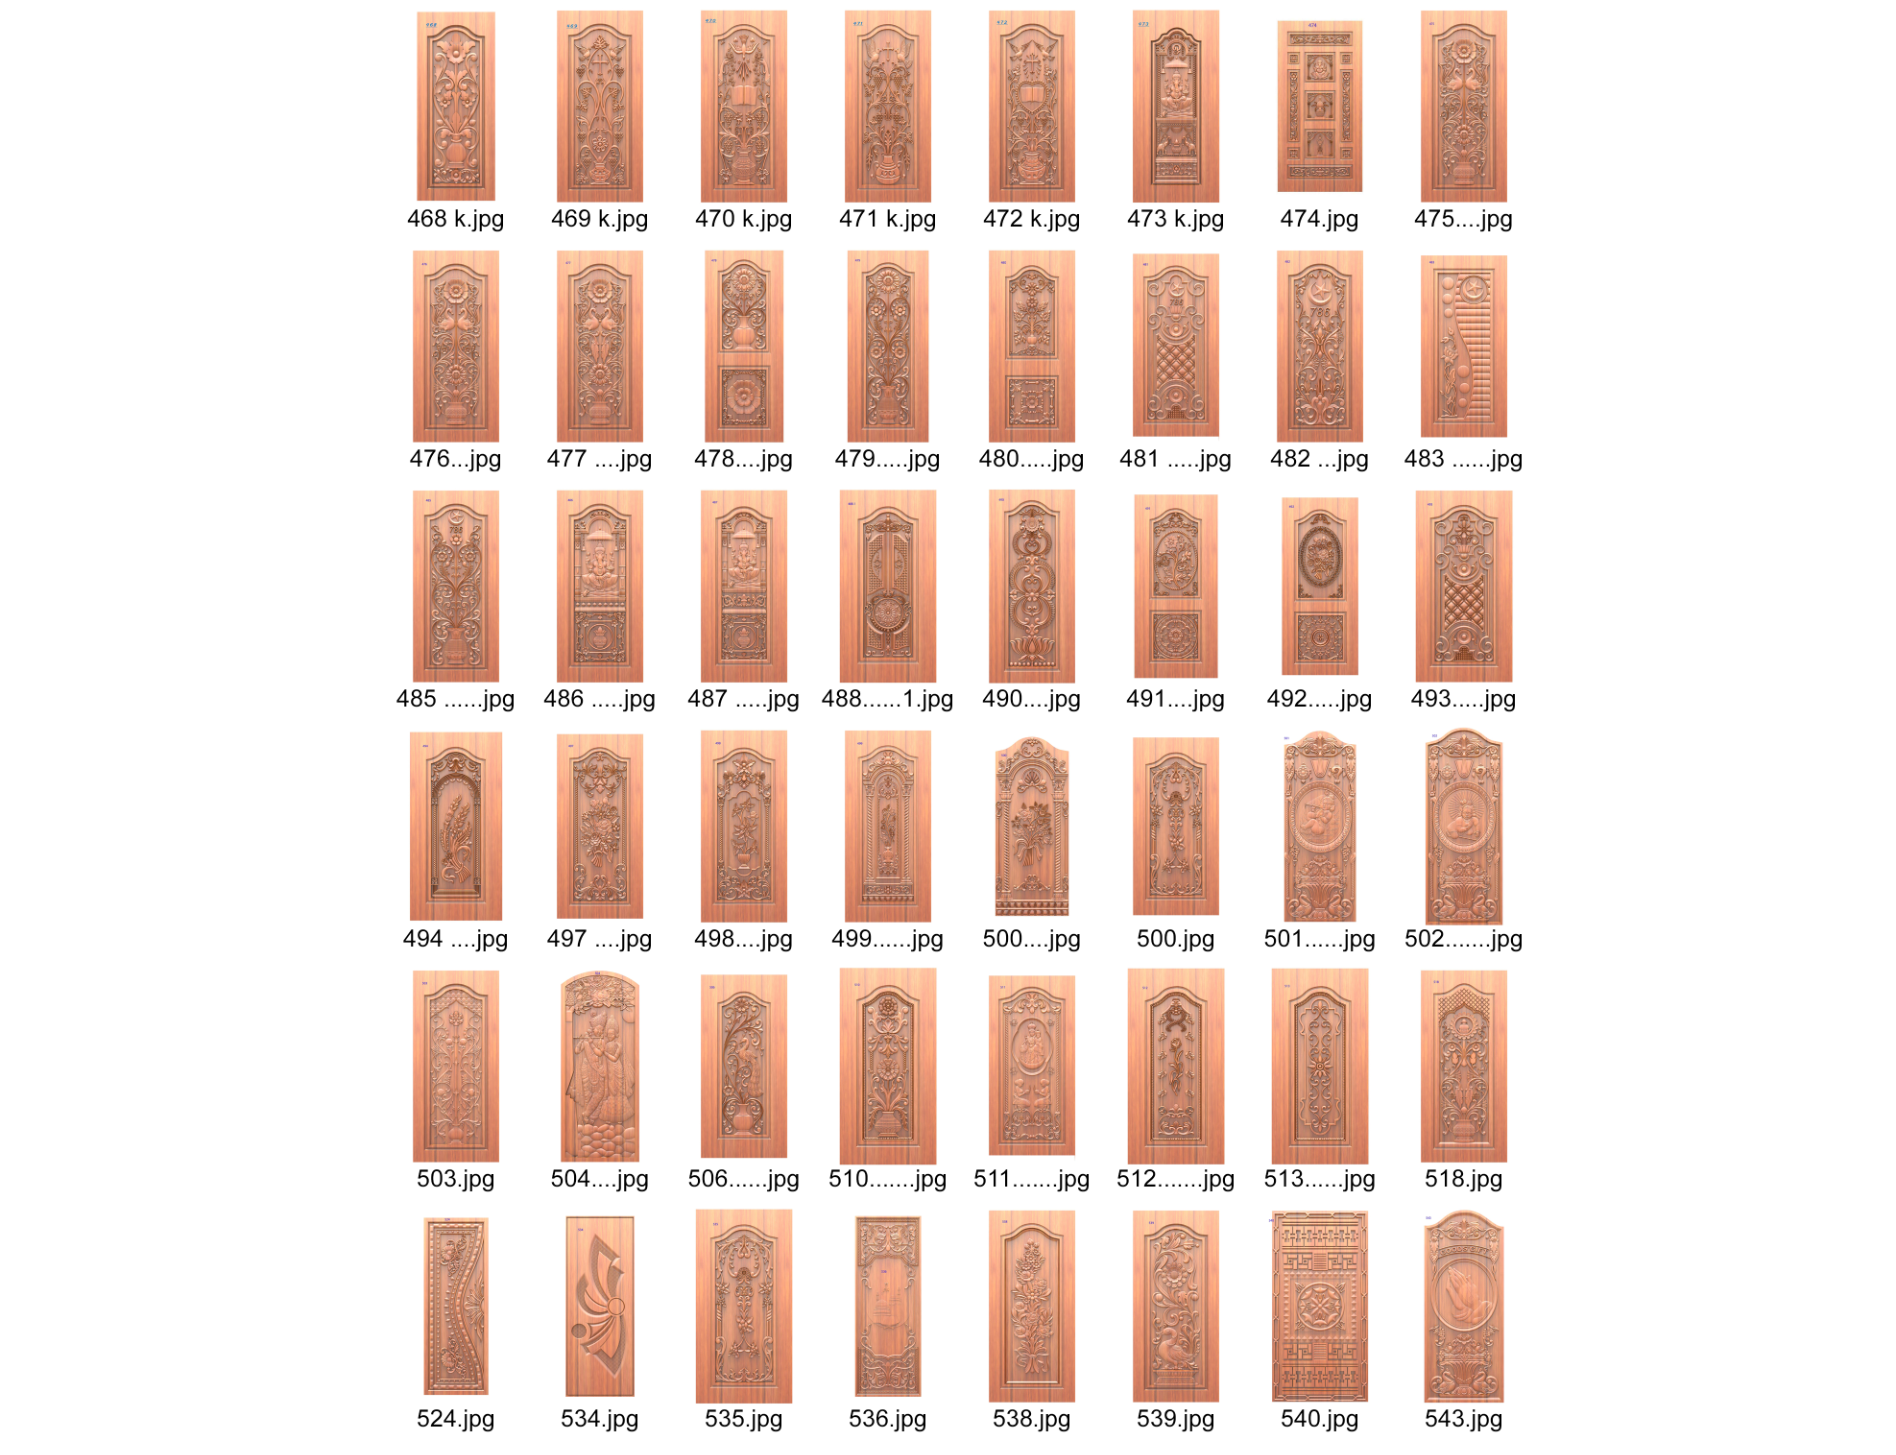 468 k.jpg 469 k.jpg 470 k.jpg 471 k.jpg 472 k.jpg 473 k.jpg 474.jpg 475....jpg
476...jpg 477 ....jpg 478....jpg 479.....jpg 480.....jpg 481 .....jpg 482 ...jpg 483 ......jpg
485 ......jpg 486 .....jpg 487 .....jpg 488......1.jpg 490....jpg 491....jpg 492.....jpg 493.....jpg
494 ....jpg 497 ....jpg 498....jpg 499......jpg 500....jpg 500.jpg 501......jpg 502.......jpg
503.jpg 504....jpg 506......jpg 510.......jpg 511.......jpg 512.......jpg 513......jpg 518.jpg
524.jpg 534.jpg 535.jpg 536.jpg 538.jpg 539.jpg 540.jpg 543.jpg